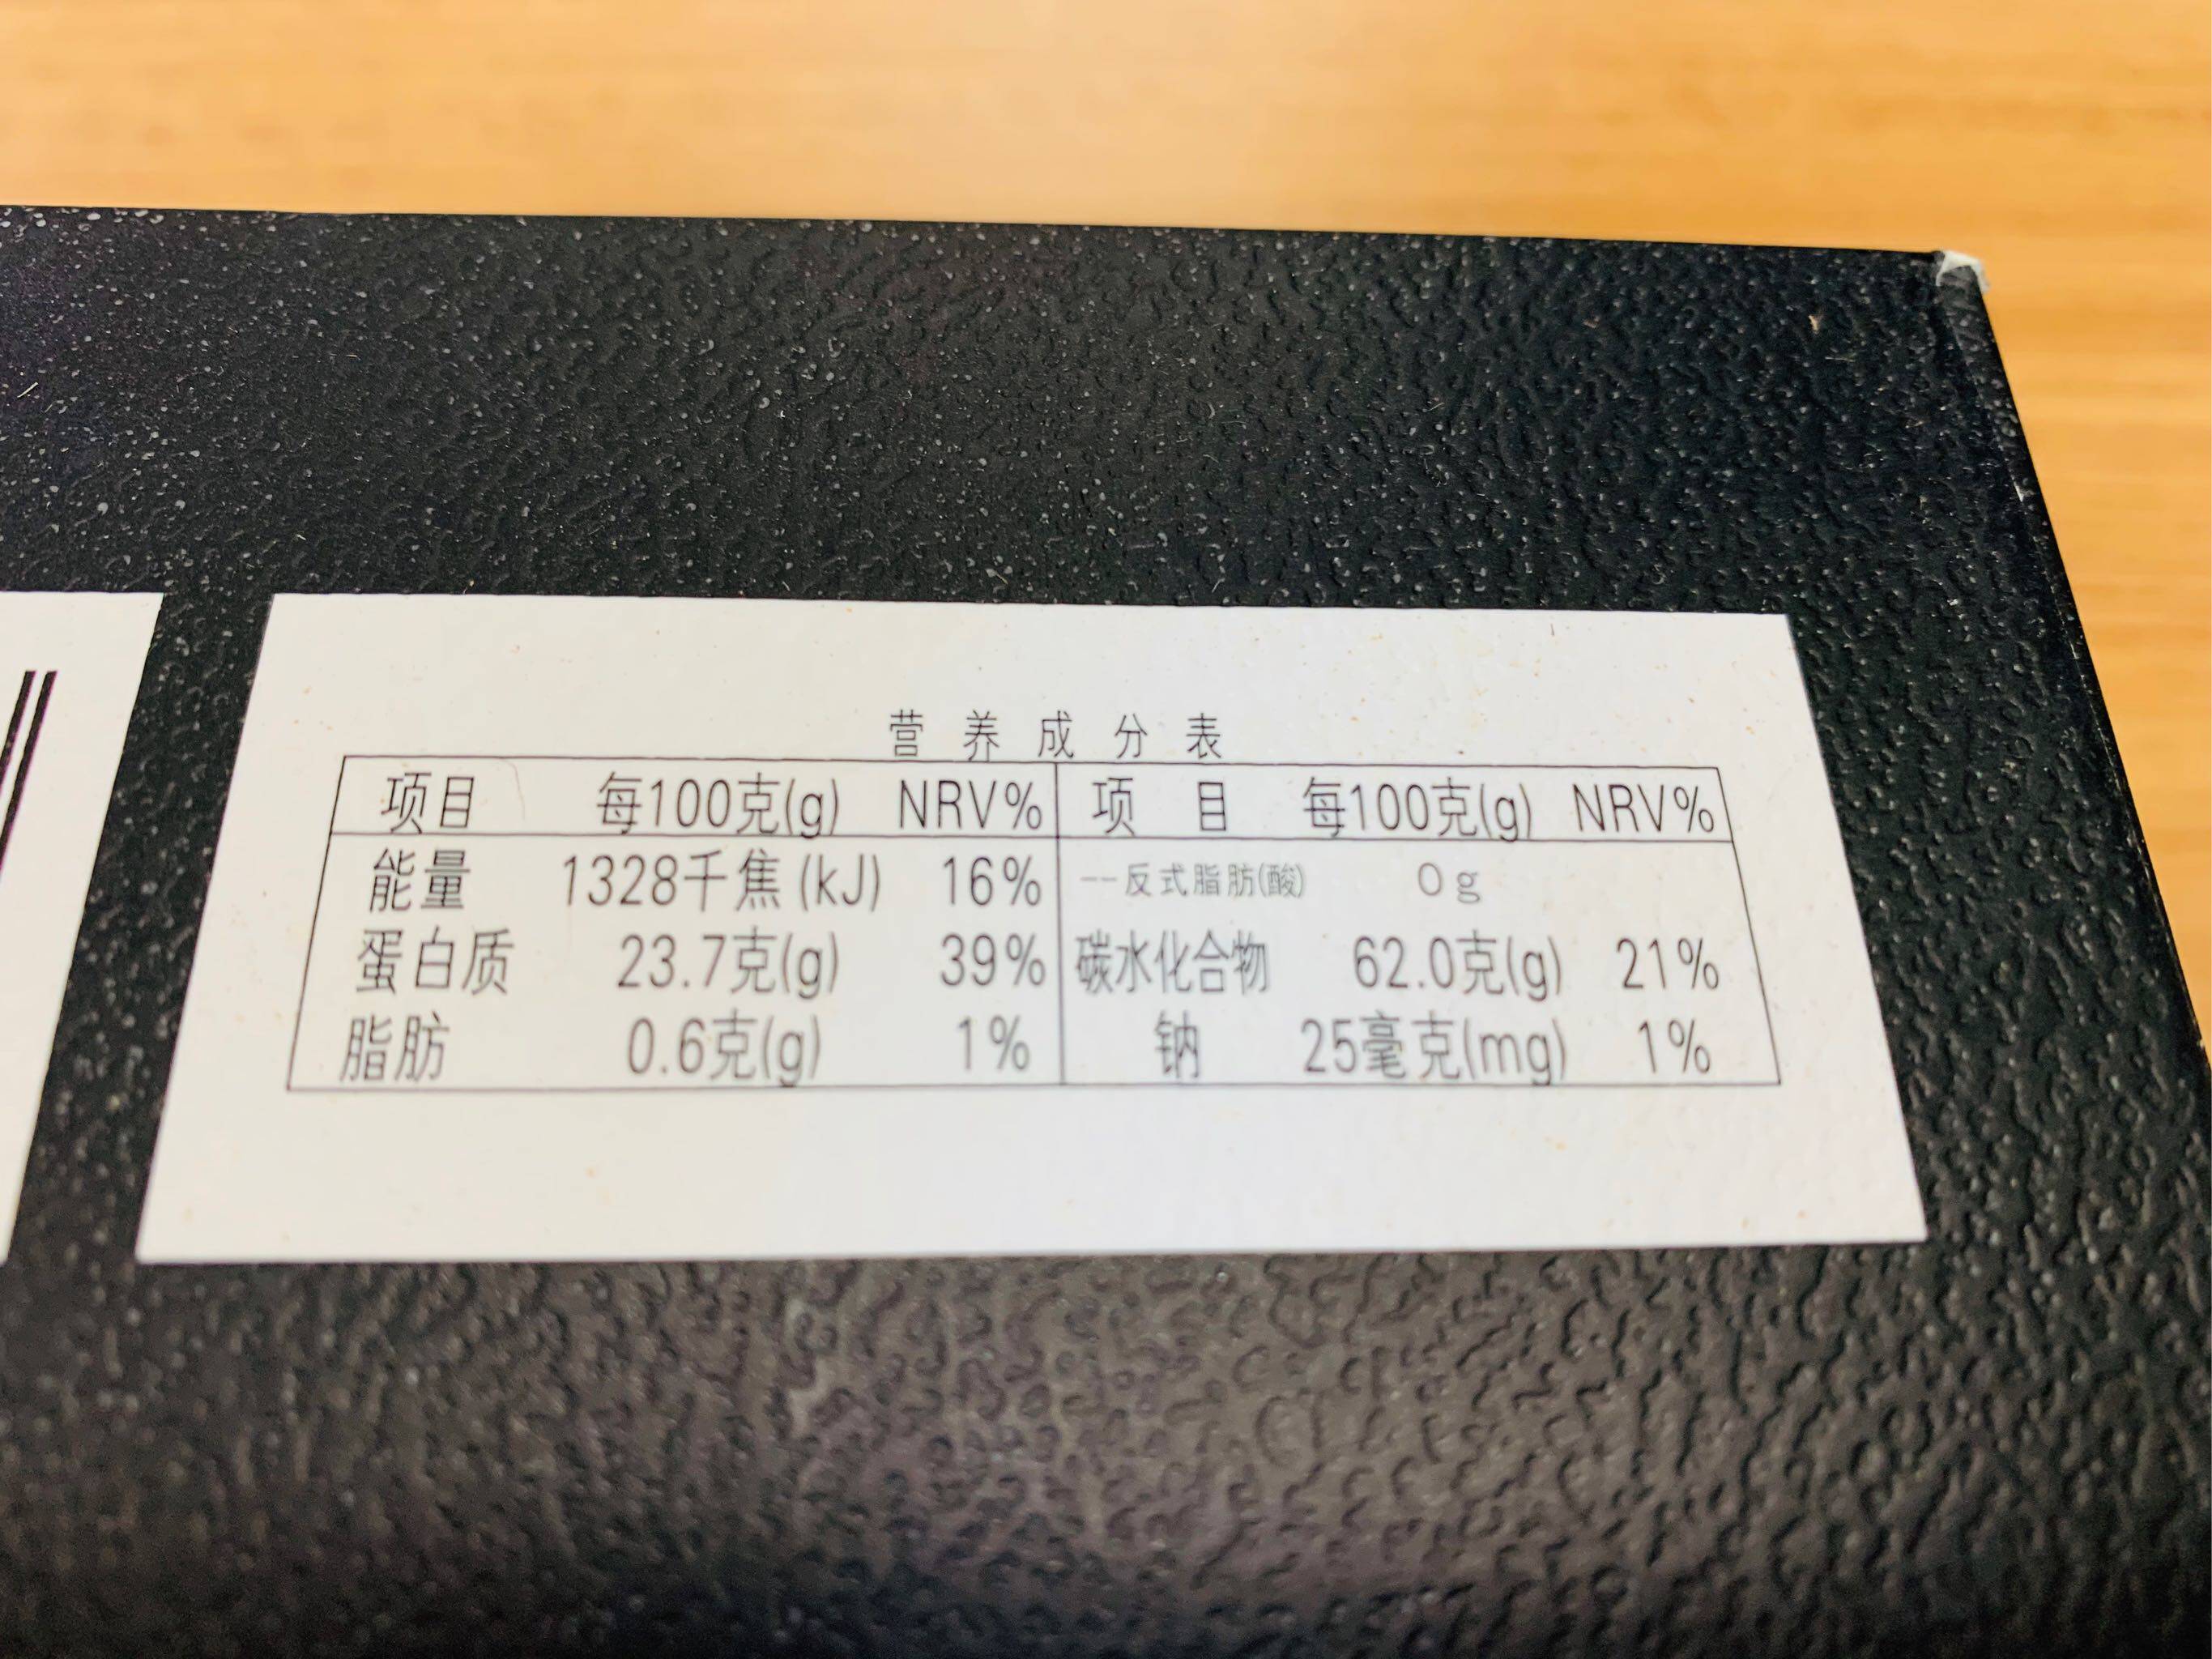 营养成分表
项目 每100克(g) NRV% 项目 每100克(g) NRV%
能量 1328千焦(kJ) 16% --反式脂肪(酸) 0g
蛋白质 23.7克(g) 39% 碳水化合物 62.0克(g) 21%
脂肪 0.6克(g) 1% 钠 25毫克(mg) 1%